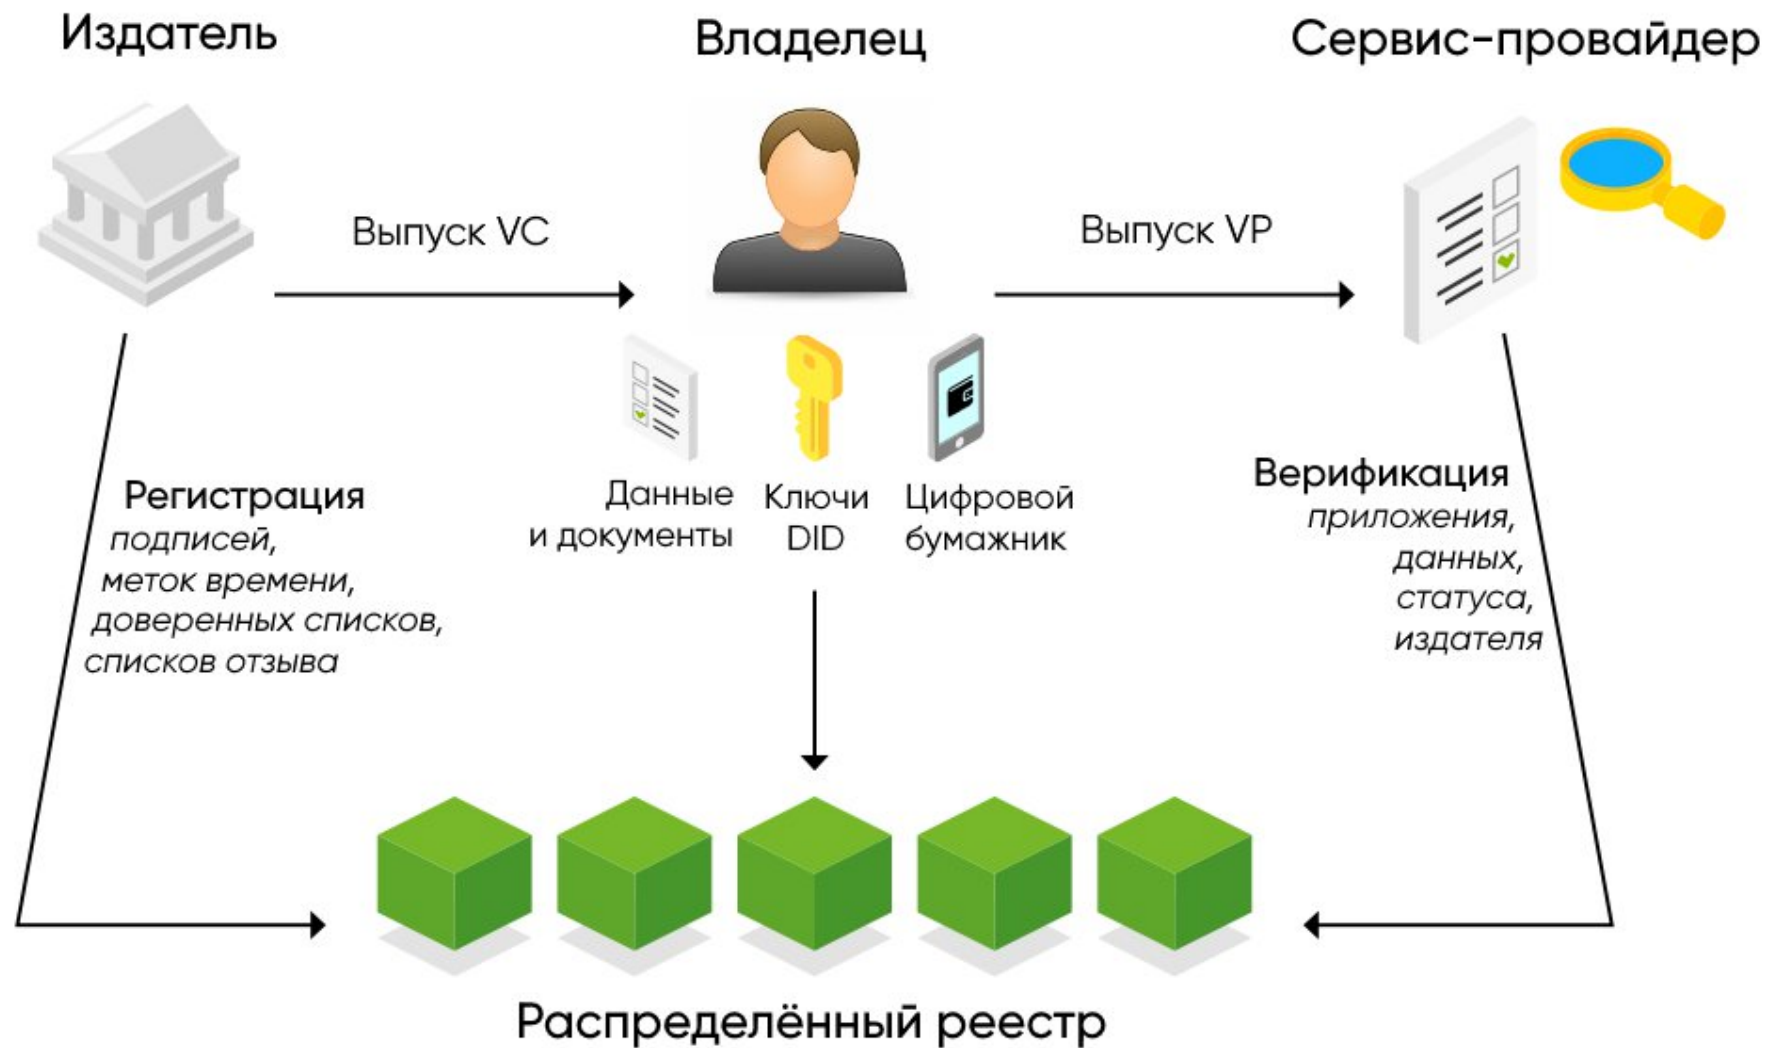 Издатель
Владелец
Сервис-провайдер
Выпуск VC
Выпуск VP
Регистрация
подписей,
меток времени,
доверенных списков,
списков отзыва
Данные
и документы
Ключи
DID
Цифровой
бумажник
Верификация
приложения,
данных,
статуса,
издателя
Распределённый реестр